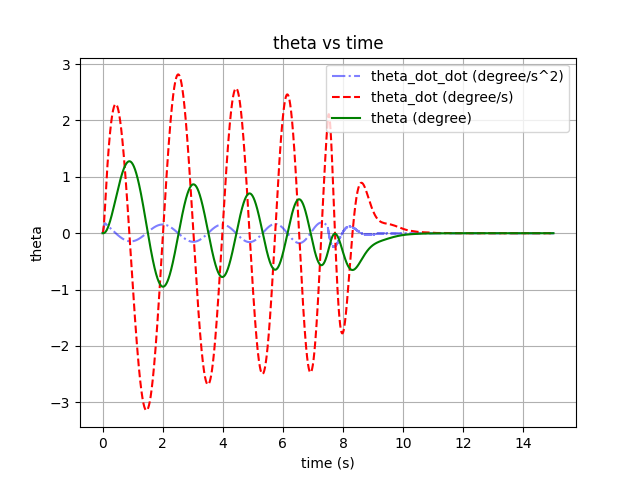 theta vs time
3
2
1
0
−1
−2
−3
theta
theta_dot_dot (degree/s^2)
theta_dot (degree/s)
theta (degree)
0 2 4 6 8 10 12 14
time (s)